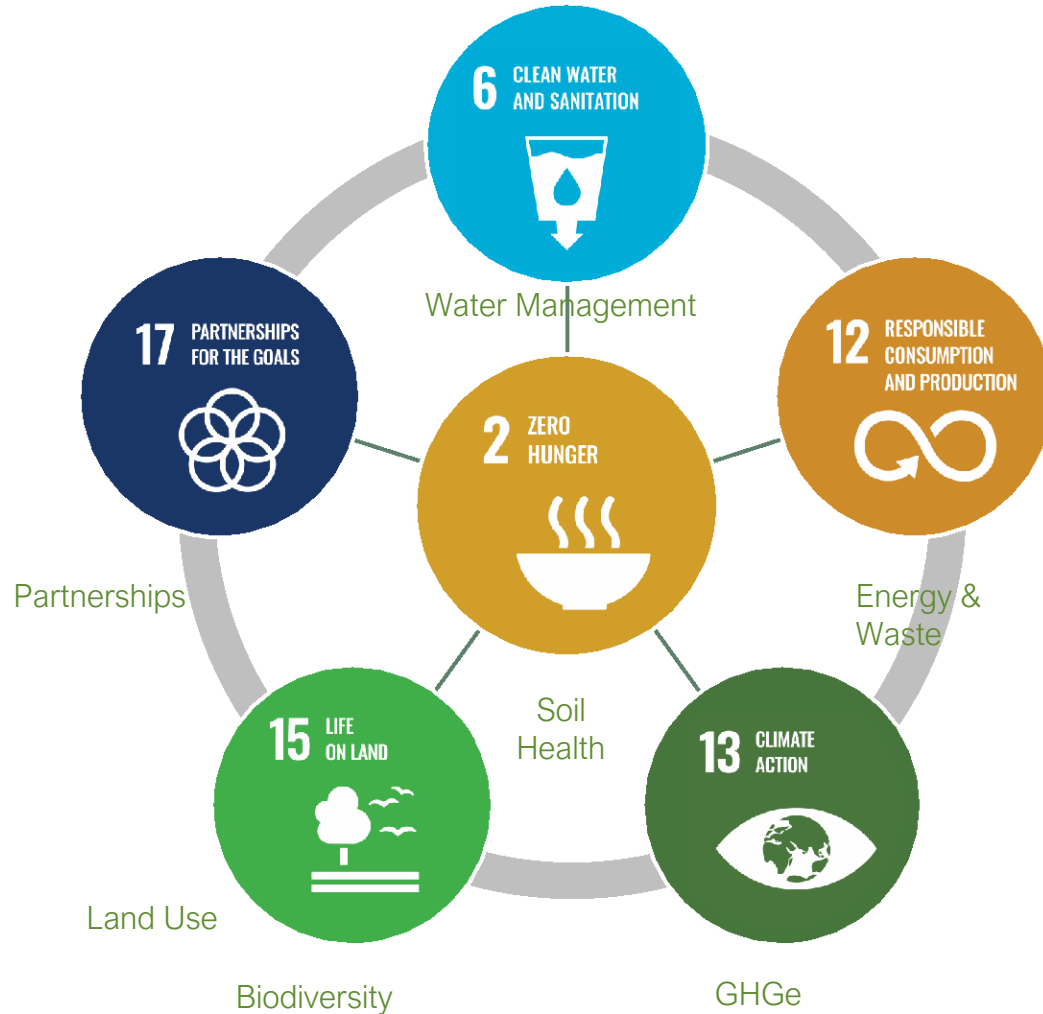 6 CLEAN WATER
AND SANITATION
Water Management
17 PARTNERSHIPS
FOR THE GOALS
12 RESPONSIBLE
CONSUMPTION
AND PRODUCTION
2 ZERO
HUNGER
Partnerships
Energy &
Waste
Soil
Health
15 LIFE
ON LAND
13 CLIMATE
ACTION
Land Use
Biodiversity
GHGe